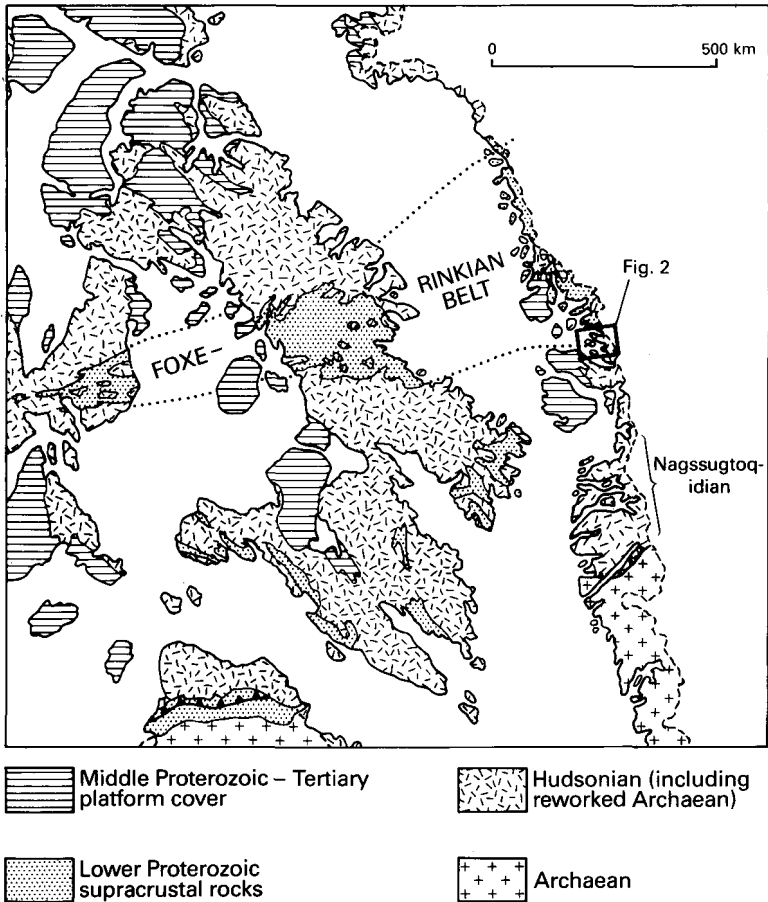 0 500 km
RINKIAN
BELT
Fig. 2
FOXE–
Nagssugtoq-
idian
Middle Proterozoic – Tertiary
platform cover
Hudsonian (including
reworked Archaean)
Lower Proterozoic
supracrustal rocks
Archaean